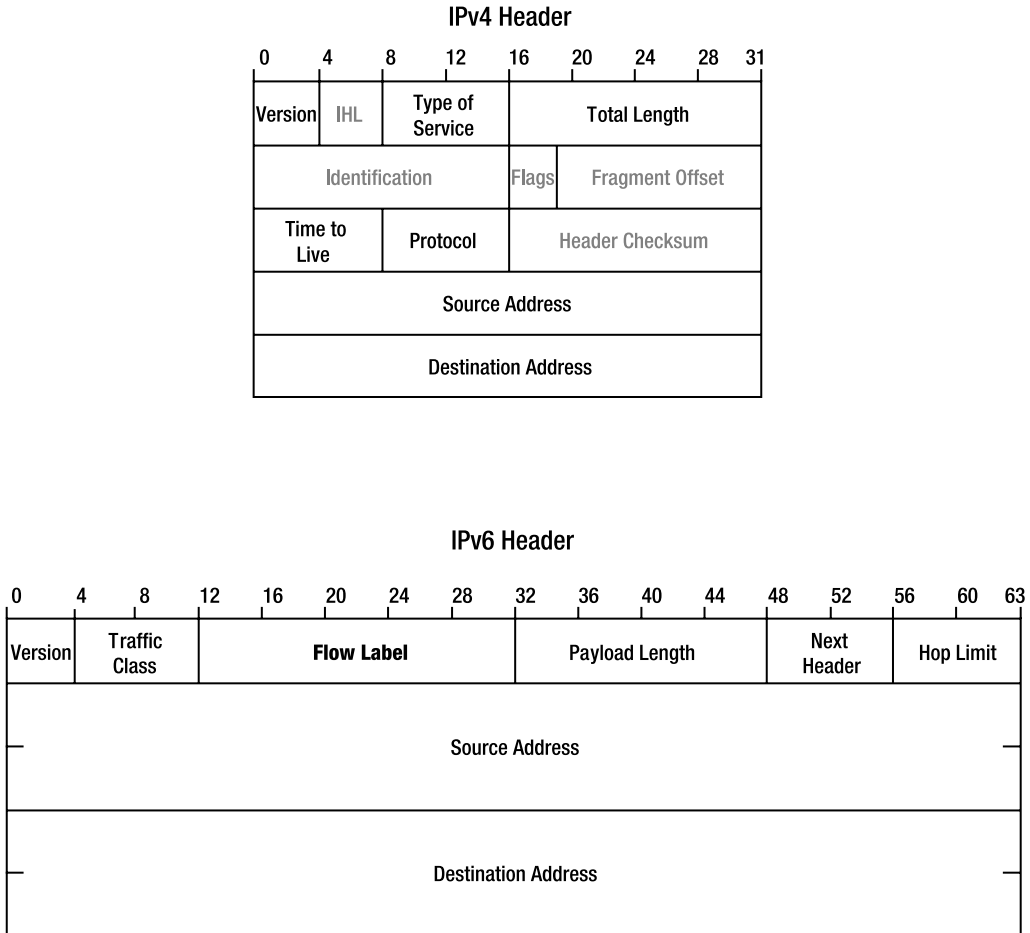 IPv4 Header
0 4 8 12 16 20 24 28 31
Version IHL Type of Service Total Length
Identification Flags Fragment Offset
Time to Live Protocol Header Checksum
Source Address
Destination Address
IPv6 Header
0 4 8 12 16 20 24 28 32 36 40 44 48 52 56 60 63
Version Traffic Class Flow Label Payload Length Next Header Hop Limit
Source Address
Destination Address